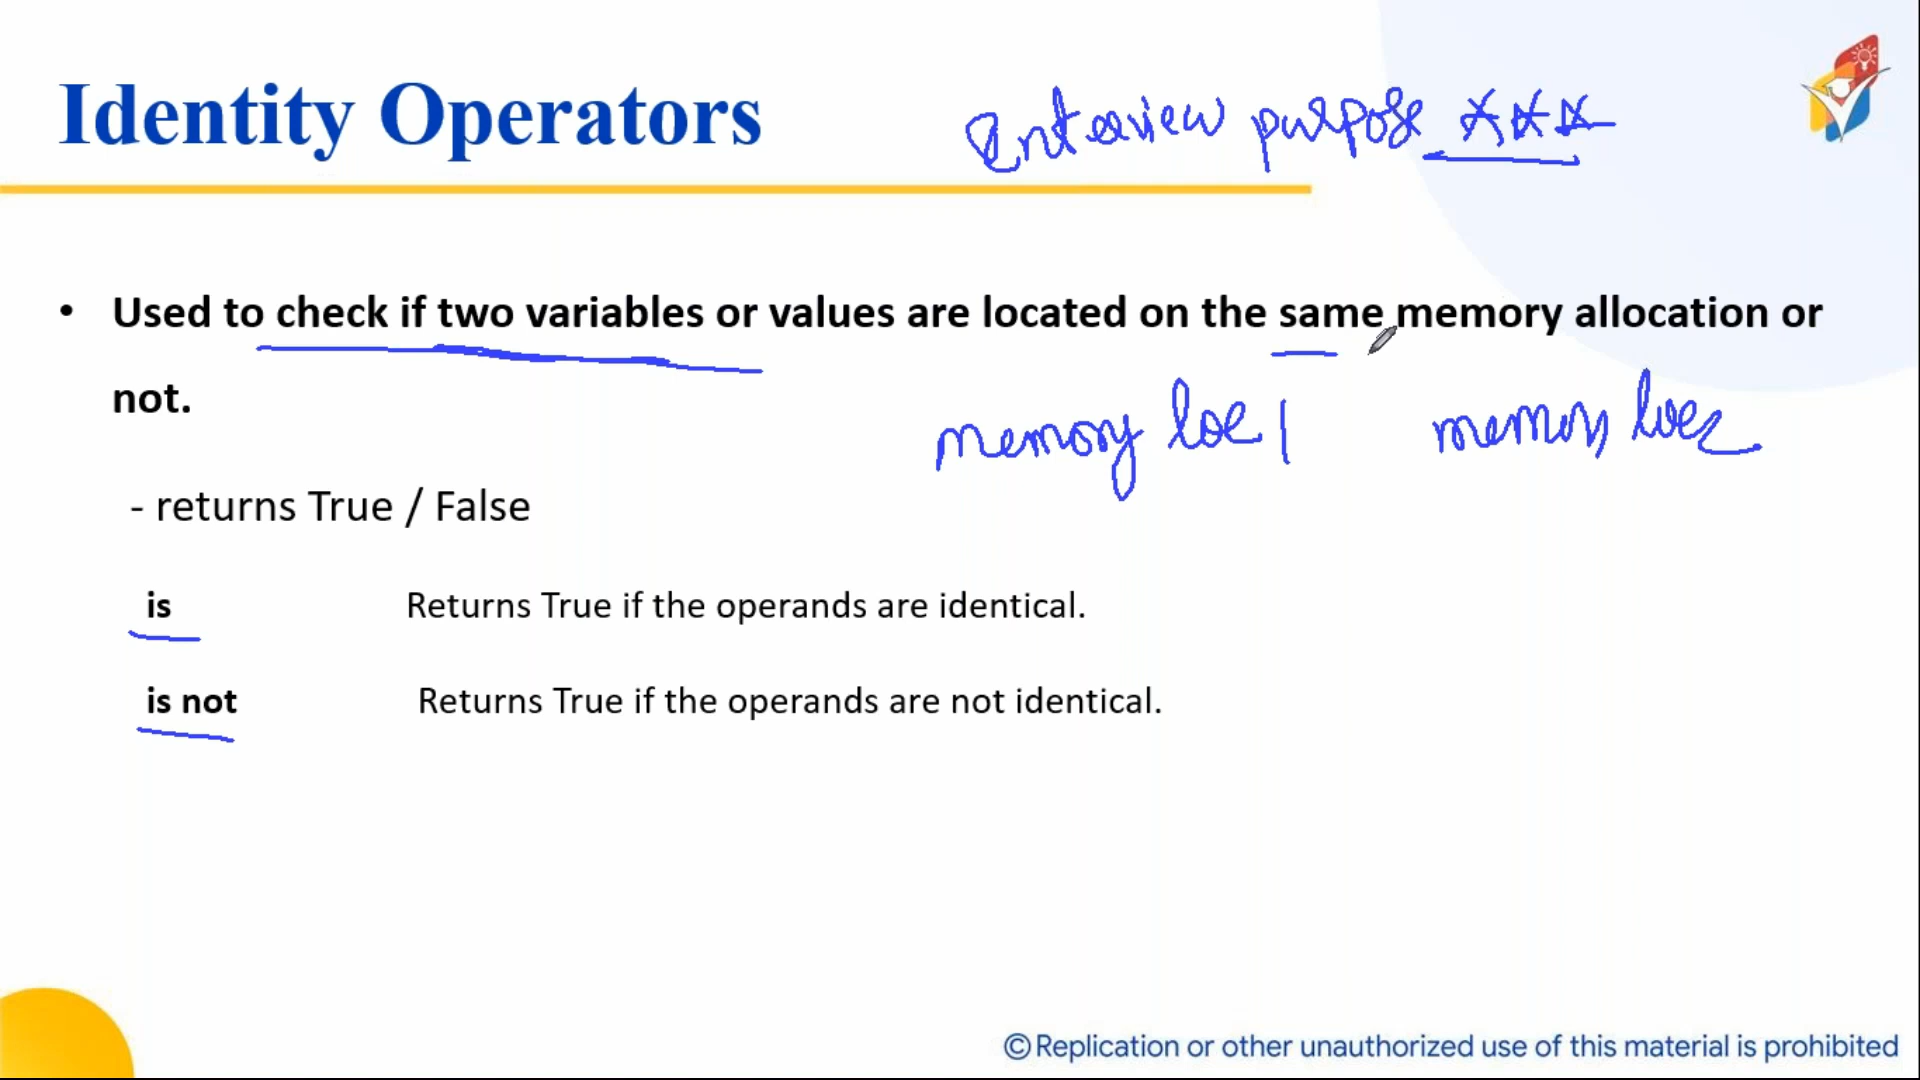 Identity Operators
Interview purpose ***
• Used to check if two variables or values are located on the same memory allocation or
not.
memory loc 1 memory loc 2
- returns True / False
is Returns True if the operands are identical.
is not Returns True if the operands are not identical.
©Replication or other unauthorized use of this material is prohibited